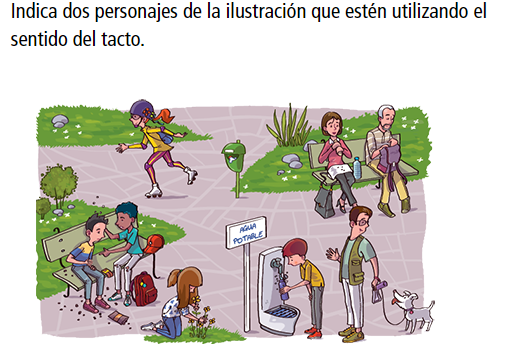 Indica dos personajes de la ilustración que estén utilizando el
sentido del tacto.
AGUA
POTABLE